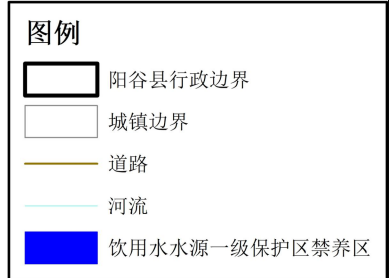 图例
阳谷县行政边界
城镇边界
道路
河流
饮用水水源一级保护区禁养区